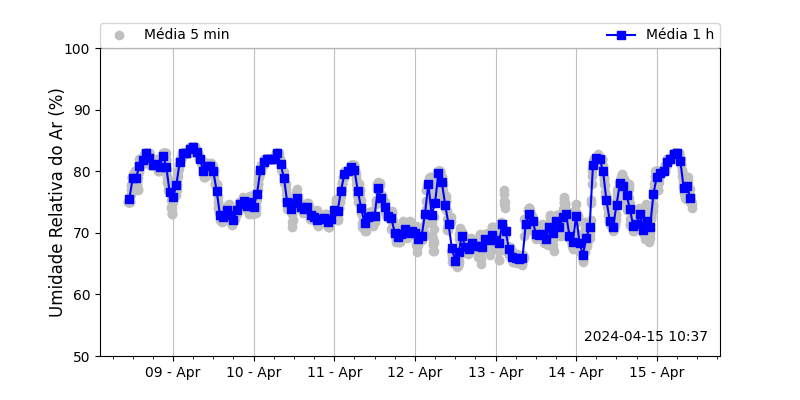 Média 5 min
Média 1 h
Umidade Relativa do Ar (%)
100
90
80
70
60
50
2024-04-15 10:37
09 - Apr
10 - Apr
11 - Apr
12 - Apr
13 - Apr
14 - Apr
15 - Apr